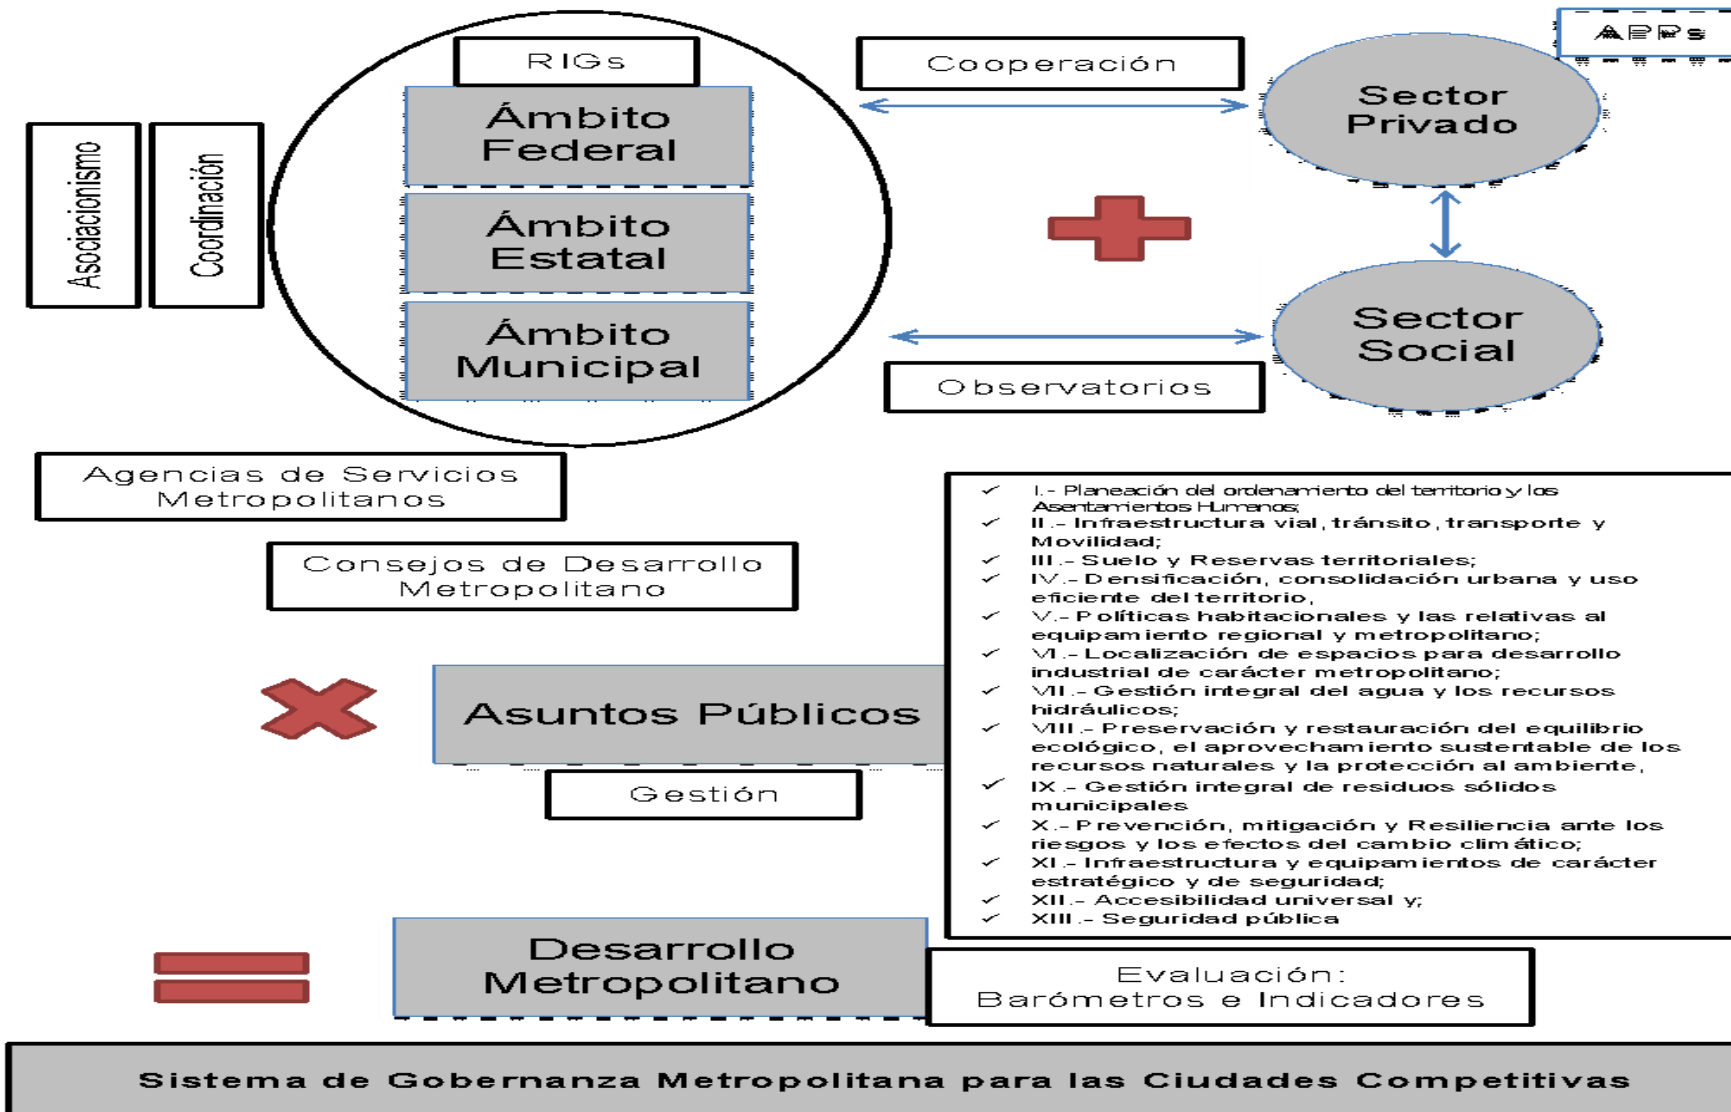 RIGs
Ámbito
Federal
Ámbito
Estatal
Ámbito
Municipal
Asociacionismo
Coordinación
Cooperación
APPs
Sector
Privado
Sector
Social
Observatorios
Agencias de Servicios
Metropolitanos
Consejos de Desarrollo
Metropolitano
Asuntos Públicos
Gestión
I.- Planeación del ordenamiento del territorio y los
Asentamientos Humanos;
II.- Infraestructura vial, tránsito, transporte y
Movilidad;
III.- Suelo y Reservas territoriales;
IV.- Densificación, consolidación urbana y uso
eficiente del territorio,
V.- Políticas habitacionales y las relativas al
equipamiento regional y metropolitano;
VI.- Localización de espacios para desarrollo
industrial de carácter metropolitano;
VII.- Gestión integral del agua y los recursos
hidráulicos;
VIII.- Preservación y restauración del equilibrio
ecológico, el aprovechamiento sustentable de los
recursos naturales y la protección al ambiente,
IX.- Gestión integral de residuos sólidos
municipales
X.- Prevención, mitigación y Resiliencia ante los
riesgos y los efectos del cambio climático;
XI.- Infraestructura y equipamientos de carácter
estratégico y de seguridad;
XII.- Accesibilidad universal y;
XIII.- Seguridad pública
Desarrollo
Metropolitano
Evaluación:
Barómetros e Indicadores
Sistema de Gobernanza Metropolitana para las Ciudades Competitivas